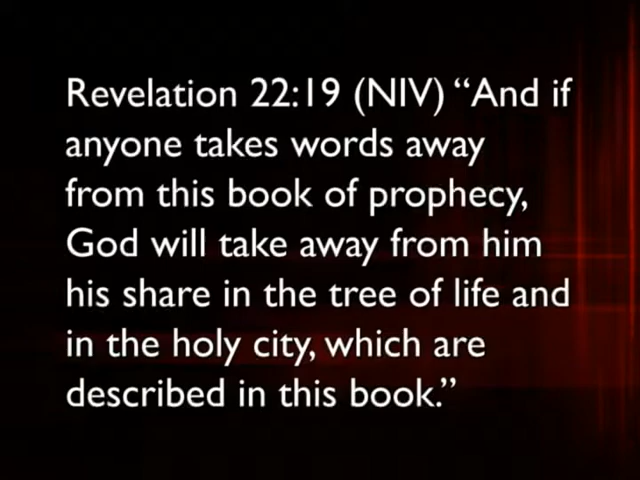 Revelation 22:19 (NIV) “And if
anyone takes words away
from this book of prophecy,
God will take away from him
his share in the tree of life and
in the holy city, which are
described in this book.”